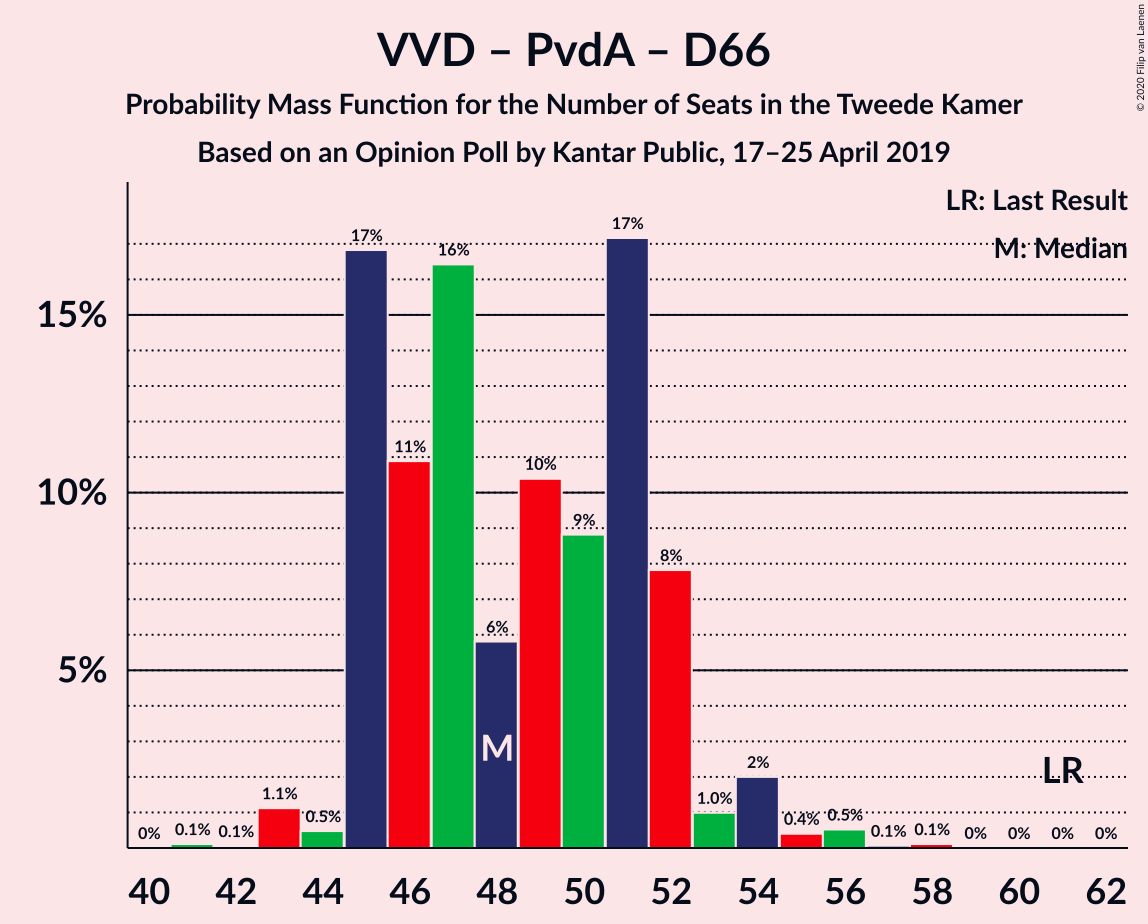 © 2020 Filip van Laenen
VVD – PvdA – D66
Probability Mass Function for the Number of Seats in the Tweede Kamer
Based on an Opinion Poll by Kantar Public, 17–25 April 2019
LR: Last Result
M: Median
15%
10%
5%
0% 0.1% 0.1% 1.1% 0.5% 17% 11% 16% 6% 10% 9% 17% 8% 1.0% 2% 0.4% 0.5% 0.1% 0.1% 0% 0% 0% 0%
M
LR
40 42 44 46 48 50 52 54 56 58 60 62